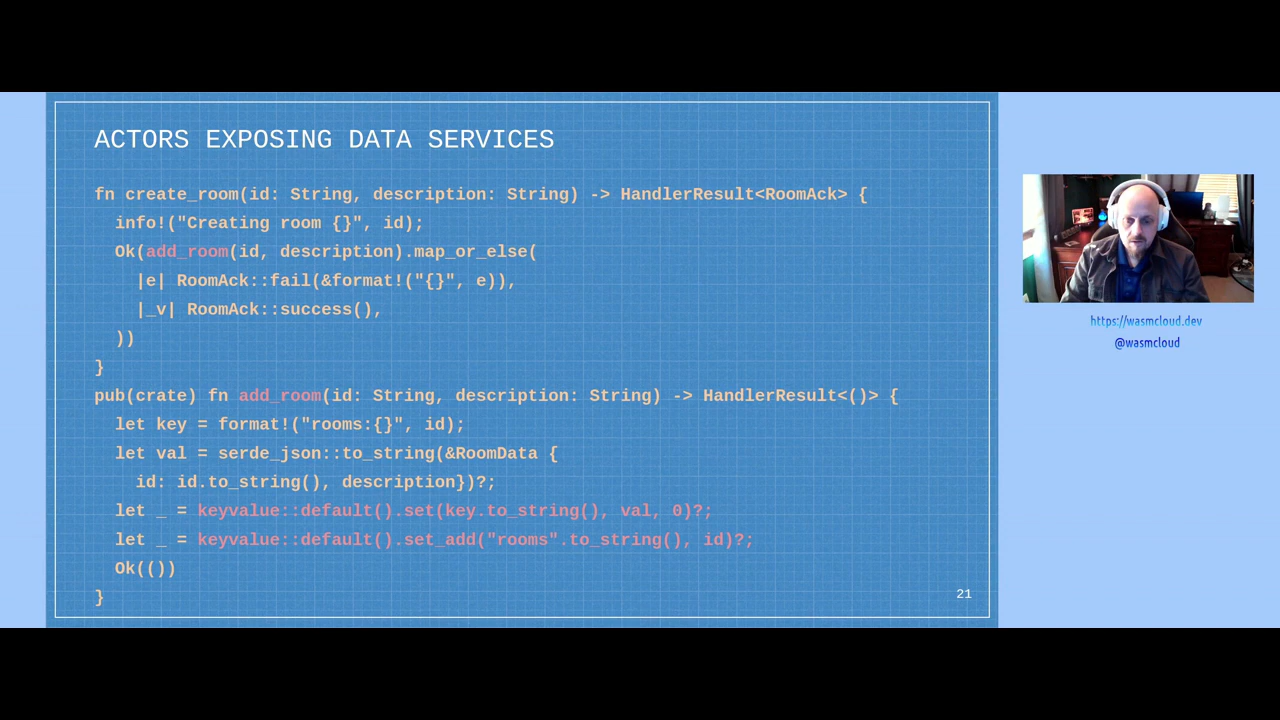 ACTORS EXPOSING DATA SERVICES
fn create_room(id: String, description: String) -> HandlerResult<RoomAck> {
info!("Creating room {}", id);
Ok(add_room(id, description).map_or_else(
|e| RoomAck::fail(&format!("{}", e)),
|_v| RoomAck::success(),
))
}
pub(crate) fn add_room(id: String, description: String) -> HandlerResult<()> {
let key = format!("rooms:{}", id);
let val = serde_json::to_string(&RoomData {
id: id.to_string(), description})?;
let _ = keyvalue::default().set(key.to_string(), val, 0)?;
let _ = keyvalue::default().set_add("rooms".to_string(), id)?;
Ok(())
}
21
https://wasmcloud.dev
@wasmcloud